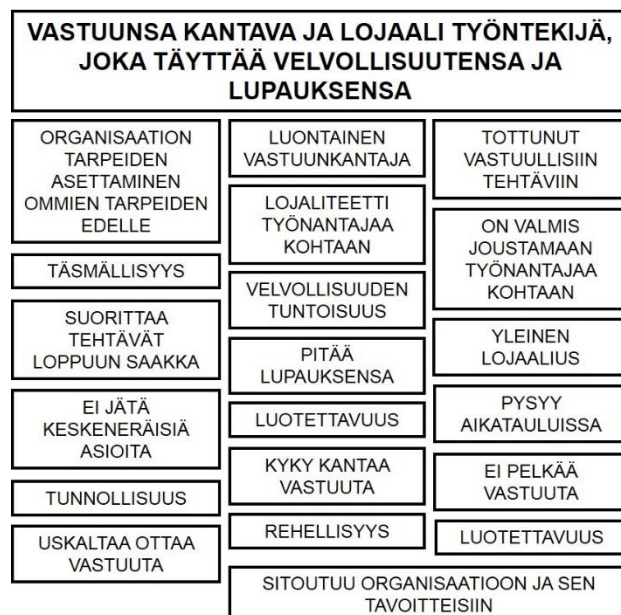 VASTUUNSA KANTAVA JA LOJAALI TYÖNTEKIJÄ,
JOKA TÄYTTÄÄ VELVOLLISUUTENSA JA
LUPAUKSENSA
ORGANISAATION
TARPEIDEN
ASETTAMINEN
OMMIEN TARPEIDEN
EDELLE
TÄSMÄLLISYYS
SUORITTAA
TEHTÄVÄT
LOPPUUN SAAKKA
EI JÄTÄ
KESKENERÄISIÄ
ASIOITA
TUNNOLLISUUS
USKALTAA OTTAA
VASTUUTA
LUONTAINEN
VASTUUNKANTAJA
LOJALITEETTI
TYÖNANTAJAA
KOHTAAN
VELVOLLISUUDEN
TUNTOISUUS
PITÄÄ
LUPAUKSENSA
LUOTETTAVUUS
KYKY KANTAA
VASTUUTA
REHELLISYYS
TOTTUNUT
VASTUULLISIIN
TEHTÄVIIN
ON VALMIS
JOUSTAMAAN
TYÖNANTAJAA
KOHTAAN
YLEINEN
LOJAALIUS
PYSYY
AIKATAULUISSA
EI PELKÄÄ
VASTUUTA
LUOTETTAVUUS
SITOUTUU ORGANISAATIOON JA SEN
TAVOITTEISIIN